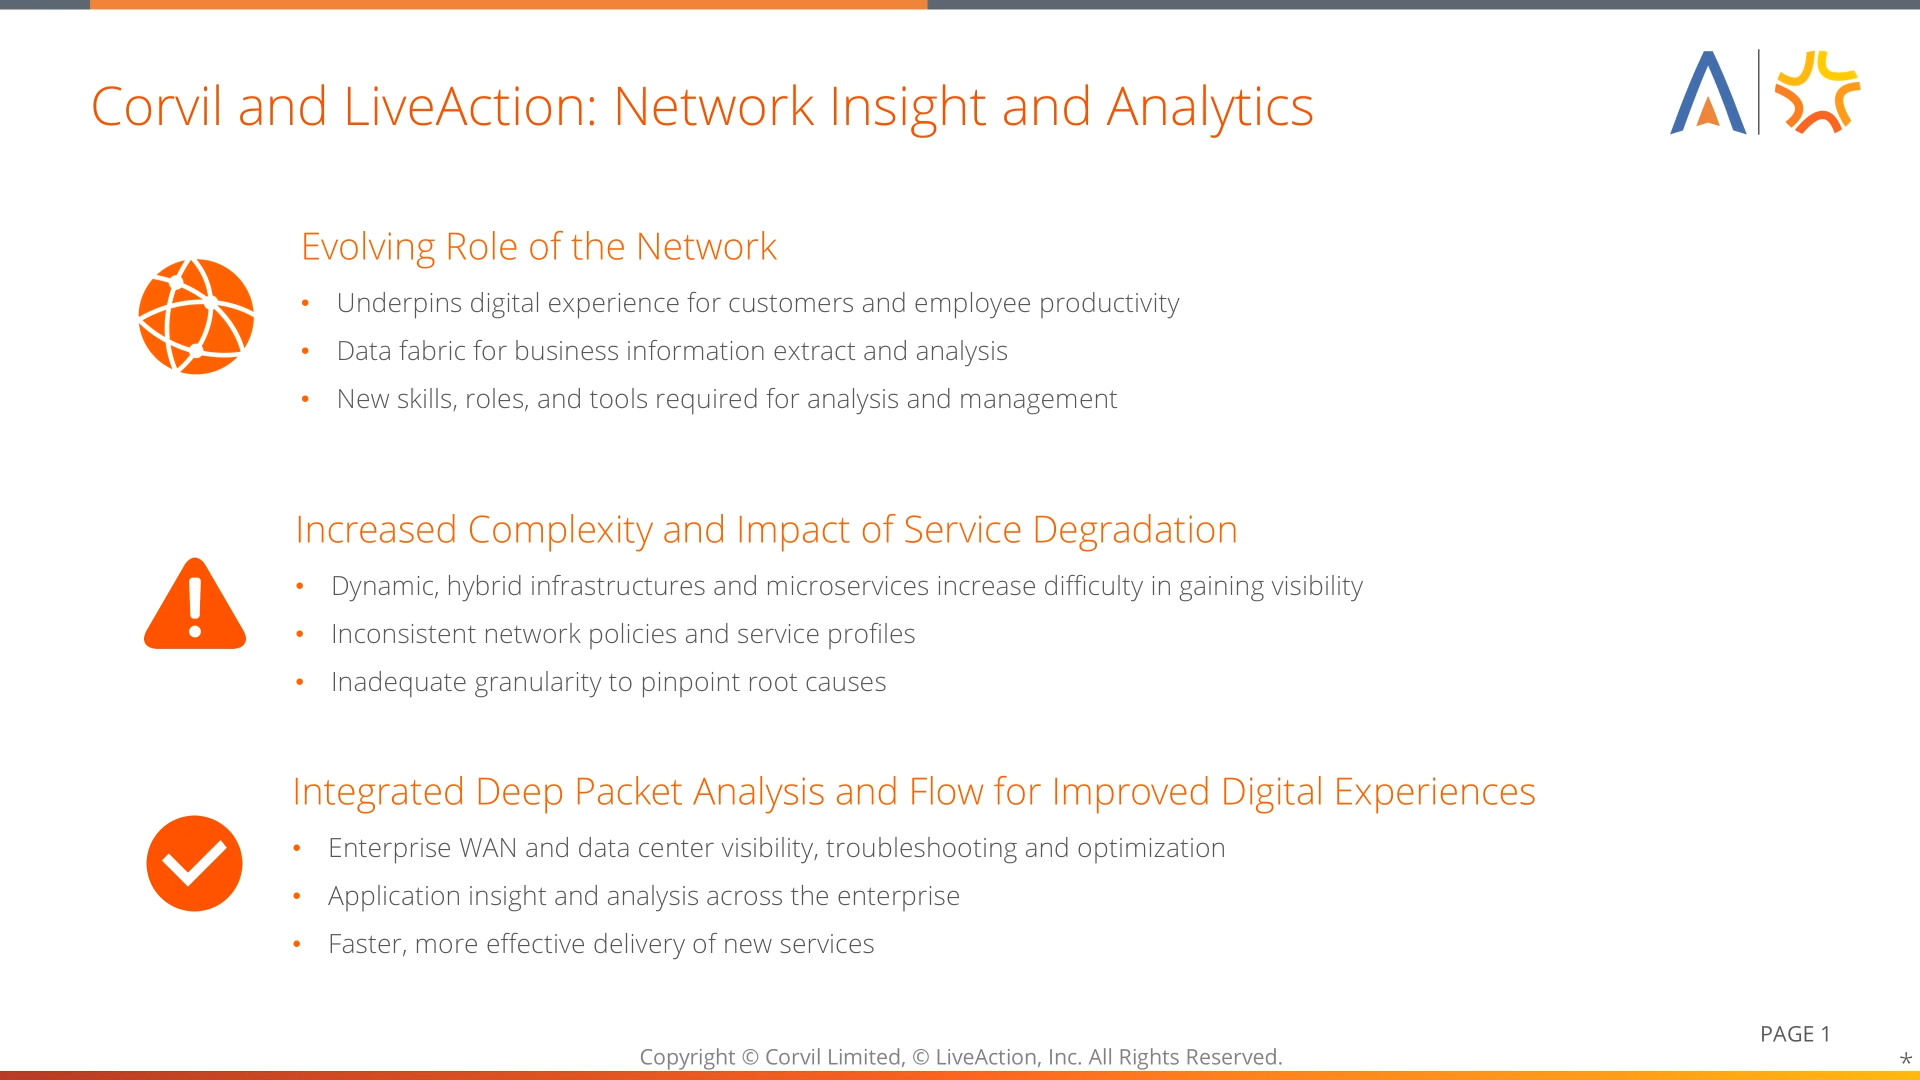 Corvil and LiveAction: Network Insight and Analytics
Evolving Role of the Network
• Underpins digital experience for customers and employee productivity
• Data fabric for business information extract and analysis
• New skills, roles, and tools required for analysis and management
Increased Complexity and Impact of Service Degradation
• Dynamic, hybrid infrastructures and microservices increase difficulty in gaining visibility
• Inconsistent network policies and service profiles
• Inadequate granularity to pinpoint root causes
Integrated Deep Packet Analysis and Flow for Improved Digital Experiences
• Enterprise WAN and data center visibility, troubleshooting and optimization
• Application insight and analysis across the enterprise
• Faster, more effective delivery of new services
PAGE 1
Copyright © Corvil Limited, © LiveAction, Inc. All Rights Reserved.
*